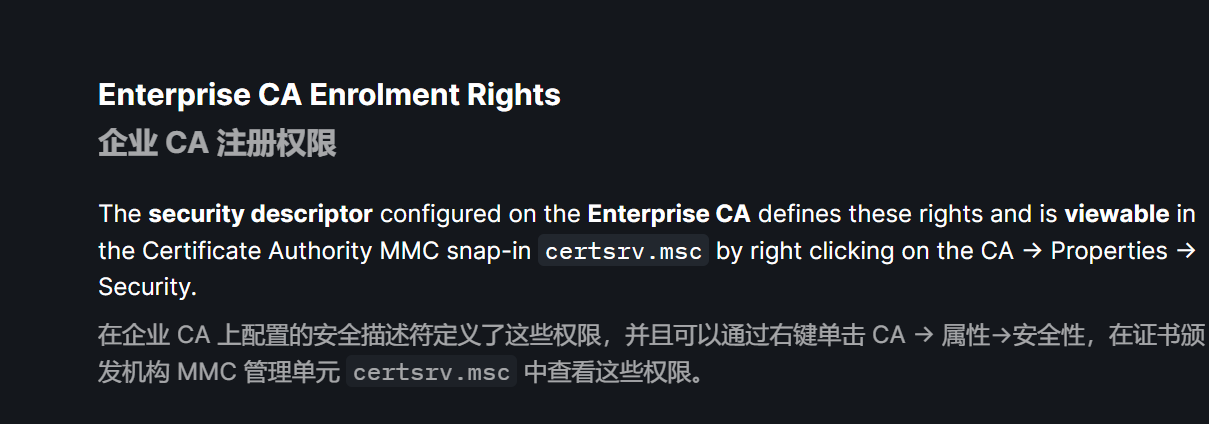 Enterprise CA Enrolment Rights
企业 CA 注册权限
The security descriptor configured on the Enterprise CA defines these rights and is viewable in
the Certificate Authority MMC snap-in certsrv.msc by right clicking on the CA → Properties →
Security.
在企业 CA 上配置的安全描述符定义了这些权限，并且可以通过右键单击 CA → 属性→安全性，在证书颁
发机构 MMC 管理单元 certsrv.msc 中查看这些权限。